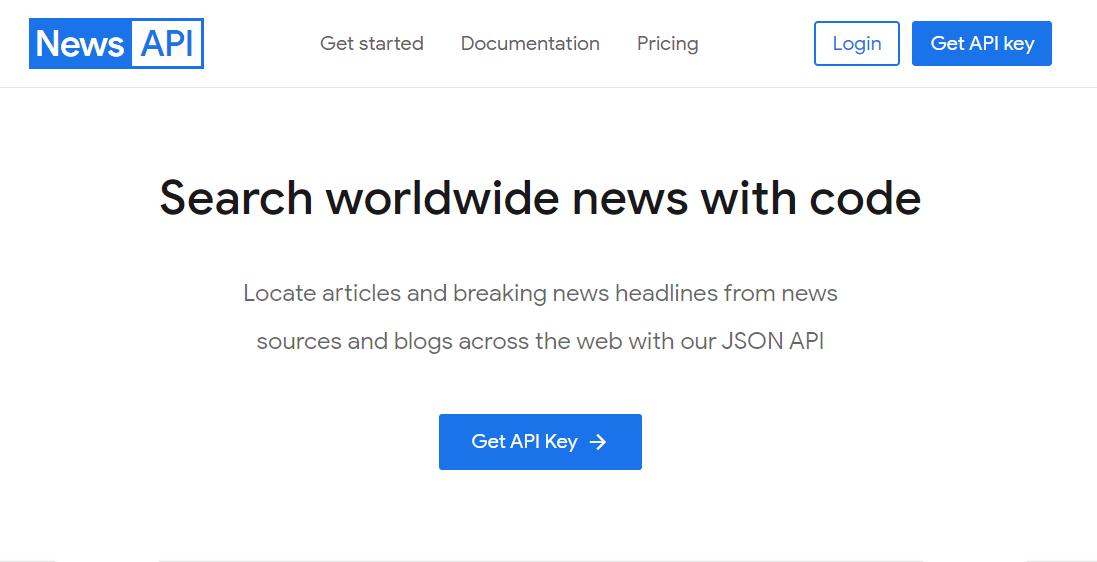 News API
Get started
Documentation
Pricing
Login
Get API key
Search worldwide news with code
Locate articles and breaking news headlines from news
sources and blogs across the web with our JSON API
Get API Key →